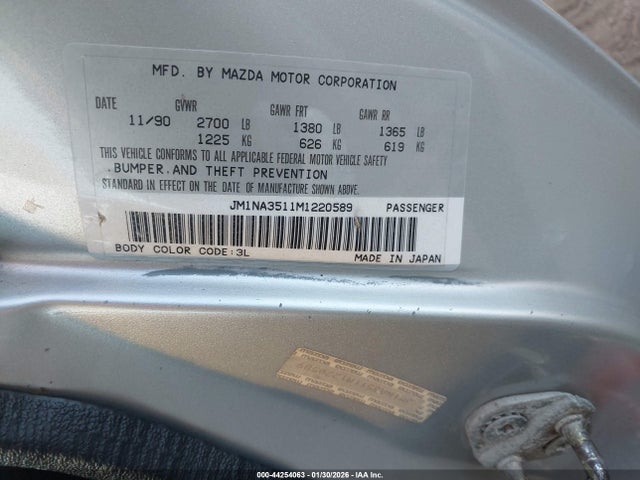 MFD. BY MAZDA MOTOR CORPORATION
DATE GVWR GAWR FRT GAWR RR
11/90 2700 LB 1380 LB 1365 LB
1225 KG 626 KG 619 KG
THIS VEHICLE CONFORMS TO ALL APPLICABLE FEDERAL MOTOR VEHICLE SAFETY
.BUMPER.AND THEFT PREVENTION
STANDARD IN EFFECT ON THE DATE OF MANUFACTURE SHOWN ABOVE.
JM1NA3511M1220589 PASSENGER
BODY COLOR CODE:3L MADE IN JAPAN
000-44254063 - 01/30/2026 - IAAI.com